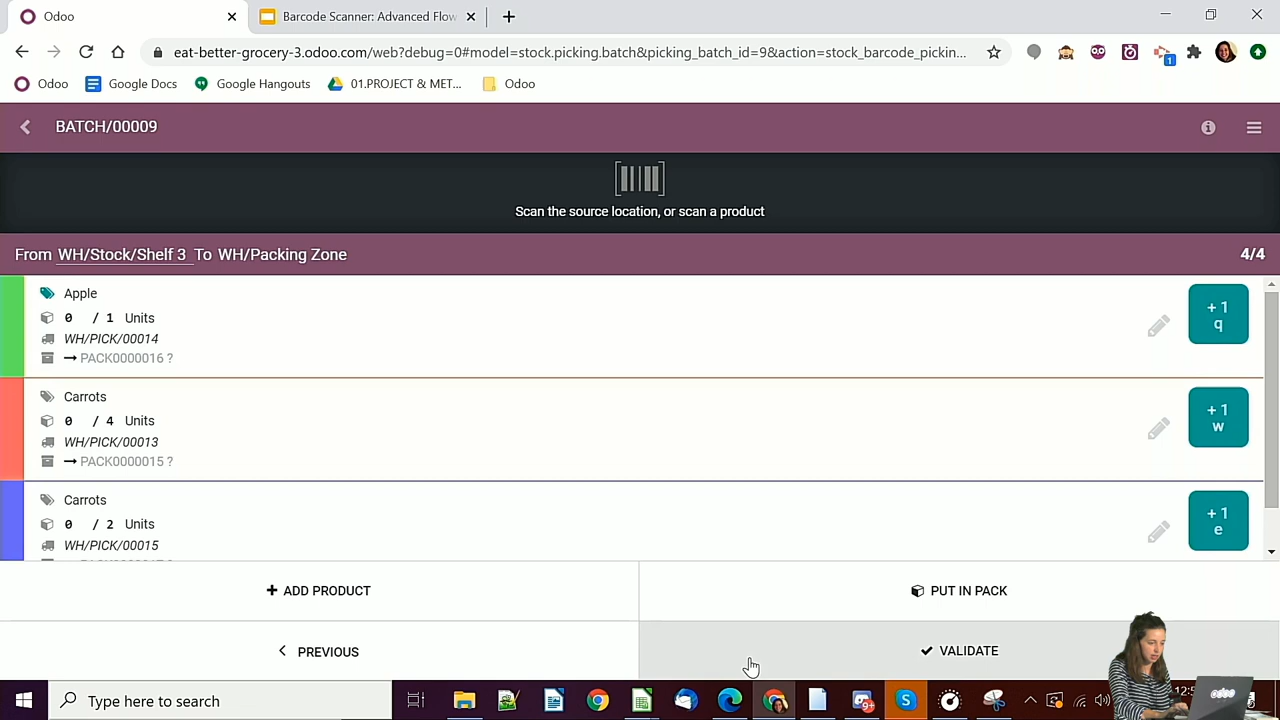 Odoo
Barcode Scanner: Advanced Flow
eat-better-grocery-3.odoo.com/web?debug=0#model=stock.picking.batch&picking_batch_id=9&action=stock_barcode_pickin...
1
Odoo
Google Docs
Google Hangouts
01.PROJECT & MET...
Odoo
BATCH/00009
Scan the source location, or scan a product
From WH/Stock/Shelf 3 To WH/Packing Zone
4/4
Apple
0 / 1 Units
WH/PICK/00014
PACK0000016 ?
+ 1
q
Carrots
0 / 4 Units
WH/PICK/00013
PACK0000015 ?
+ 1
w
Carrots
0 / 2 Units
WH/PICK/00015
+ 1
e
+ ADD PRODUCT
PUT IN PACK
PREVIOUS
VALIDATE
Type here to search
odoo